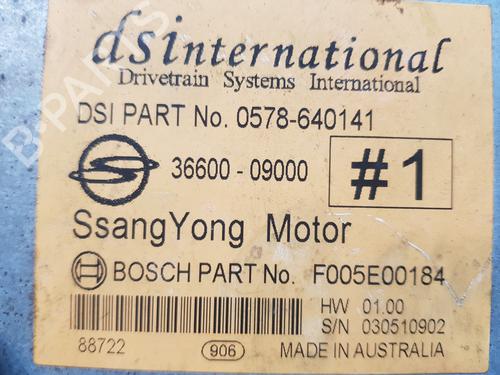 dsinternational
Drivetrain Systems International
DSI PART No. 0578-640141
36600 - 09000
#1
SsangYong Motor
BOSCH PART No. F005E00184
HW 01.00
S/N 030510902
88722
906
MADE IN AUSTRALIA
B-PARTS